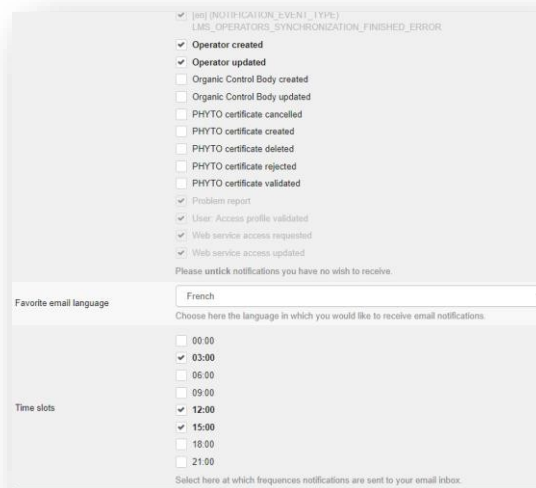 [en] (NOTIFICATION_EVENT_TYPE)
LMS_OPERATORS_SYNCHRONIZATION_FINISHED_ERROR
Operator created
Operator updated
Organic Control Body created
Organic Control Body updated
PHYTO certificate cancelled
PHYTO certificate created
PHYTO certificate deleted
PHYTO certificate rejected
PHYTO certificate validated
Problem report
User: Access profile validated
Web service access requested
Web service access updated
Please untick notifications you have no wish to receive.
Favorite email language
French
Choose here the language in which you would like to receive email notifications.
Time slots
00:00
03:00
06:00
09:00
12:00
15:00
18:00
21:00
Select here at which frequences notifications are sent to your email inbox.